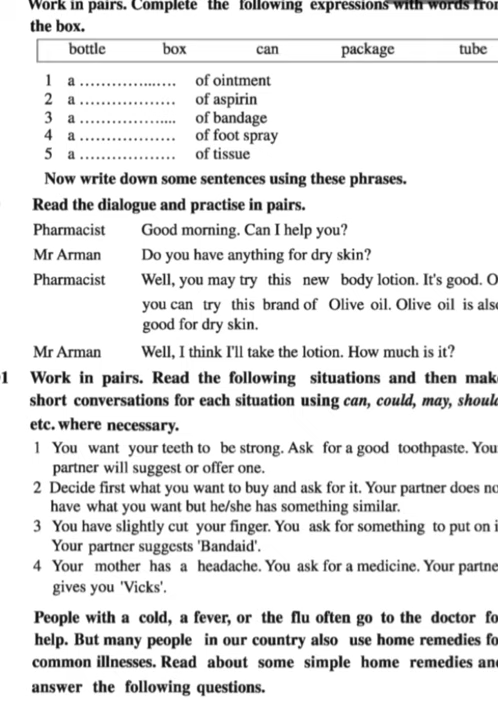 Work in pairs. Complete the following expressions with words from
the box.
bottle box can package tube
1 a .................... of ointment
2 a .................... of aspirin
3 a .................... of bandage
4 a .................... of foot spray
5 a .................... of tissue
Now write down some sentences using these phrases.
Read the dialogue and practise in pairs.
Pharmacist Good morning. Can I help you?
Mr Arman Do you have anything for dry skin?
Pharmacist Well, you may try this new body lotion. It's good. O
you can try this brand of Olive oil. Olive oil is als
good for dry skin.
Mr Arman Well, I think I'll take the lotion. How much is it?
1 Work in pairs. Read the following situations and then mak
short conversations for each situation using can, could, may, should
etc. where necessary.
1 You want your teeth to be strong. Ask for a good toothpaste. You
partner will suggest or offer one.
2 Decide first what you want to buy and ask for it. Your partner does no
have what you want but he/she has something similar.
3 You have slightly cut your finger. You ask for something to put on i
Your partner suggests 'Bandaid'.
4 Your mother has a headache. You ask for a medicine. Your partne
gives you 'Vicks'.
People with a cold, a fever, or the flu often go to the doctor fo
help. But many people in our country also use home remedies fo
common illnesses. Read about some simple home remedies an
answer the following questions.